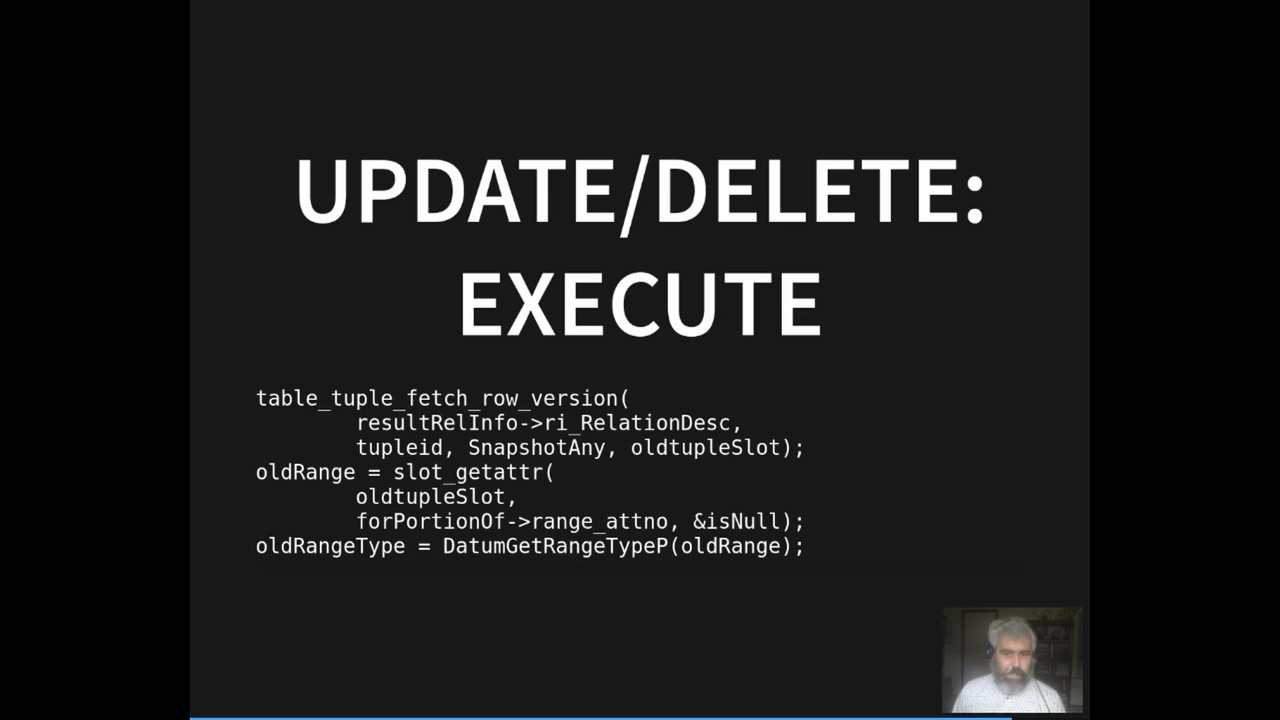 UPDATE/DELETE:
EXECUTE
table_tuple_fetch_row_version(
        resultRelInfo->ri_RelationDesc,
        tupleid, SnapshotAny, oldtupleSlot);
oldRange = slot_getattr(
        oldtupleSlot,
        forPortionOf->range_attno, &isNull);
oldRangeType = DatumGetRangeTypeP(oldRange);